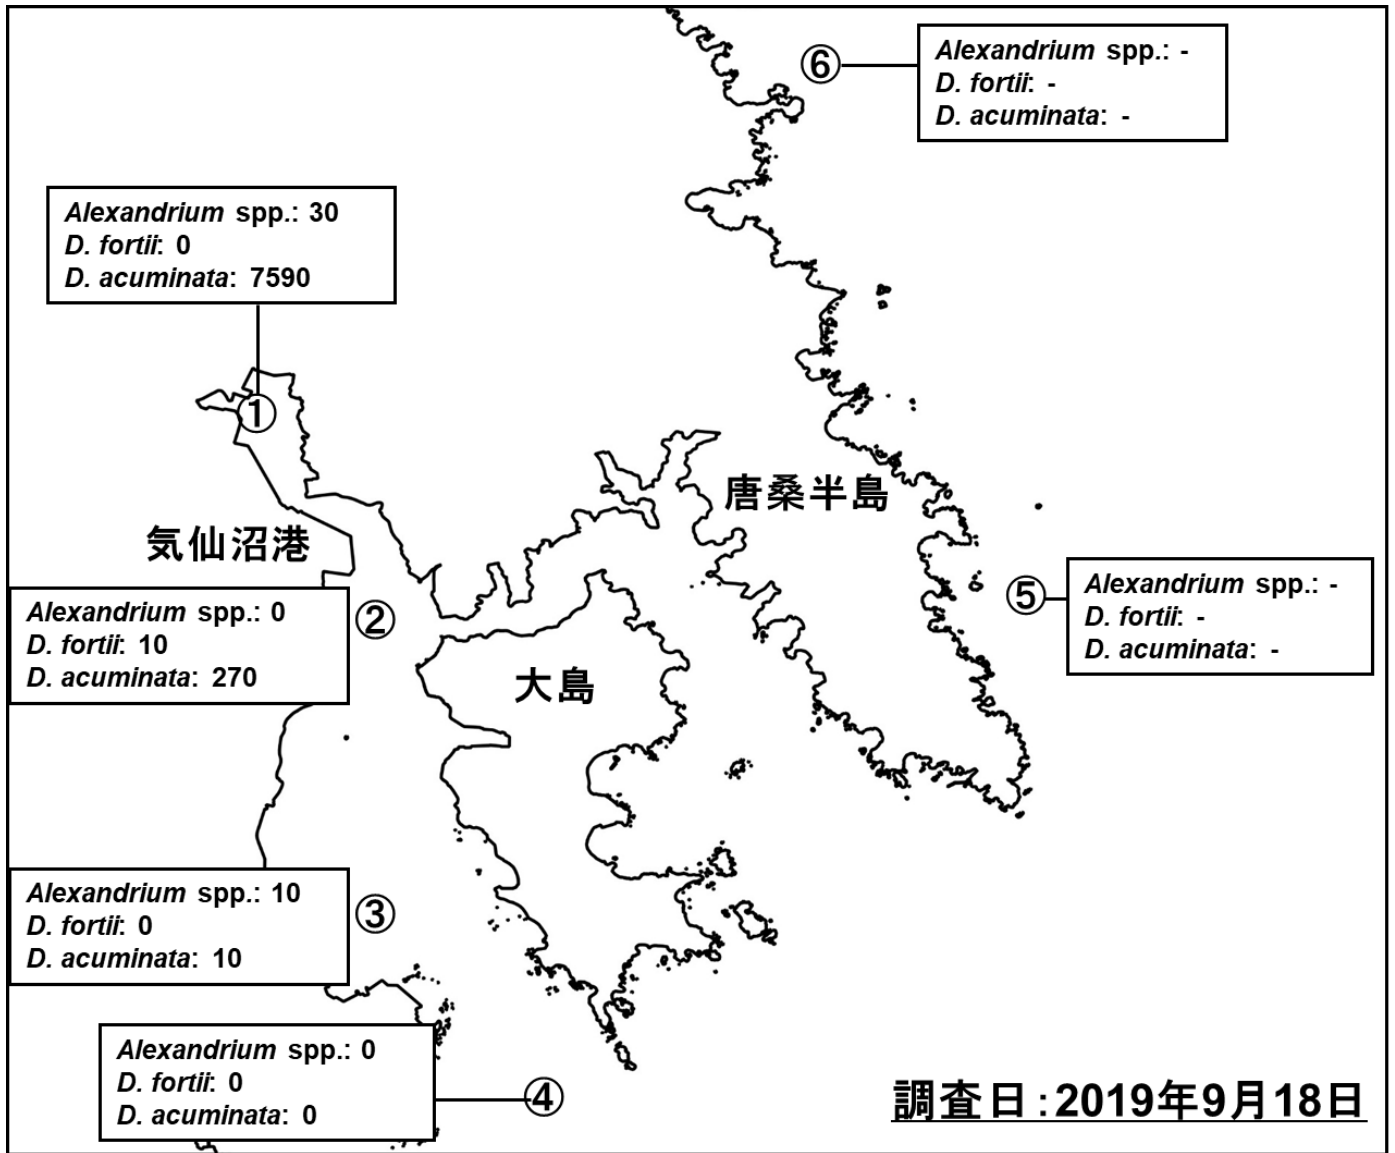 ⑥
Alexandrium spp.: -
D. fortii: -
D. acuminata: -
Alexandrium spp.: 30
D. fortii: 0
D. acuminata: 7590
①
唐桑半島
気仙沼港
Alexandrium spp.: 0
D. fortii: 10
D. acuminata: 270
②
⑤
Alexandrium spp.: -
D. fortii: -
D. acuminata: -
大島
Alexandrium spp.: 10
D. fortii: 0
D. acuminata: 10
③
Alexandrium spp.: 0
D. fortii: 0
D. acuminata: 0
④
調査日:2019年9月18日